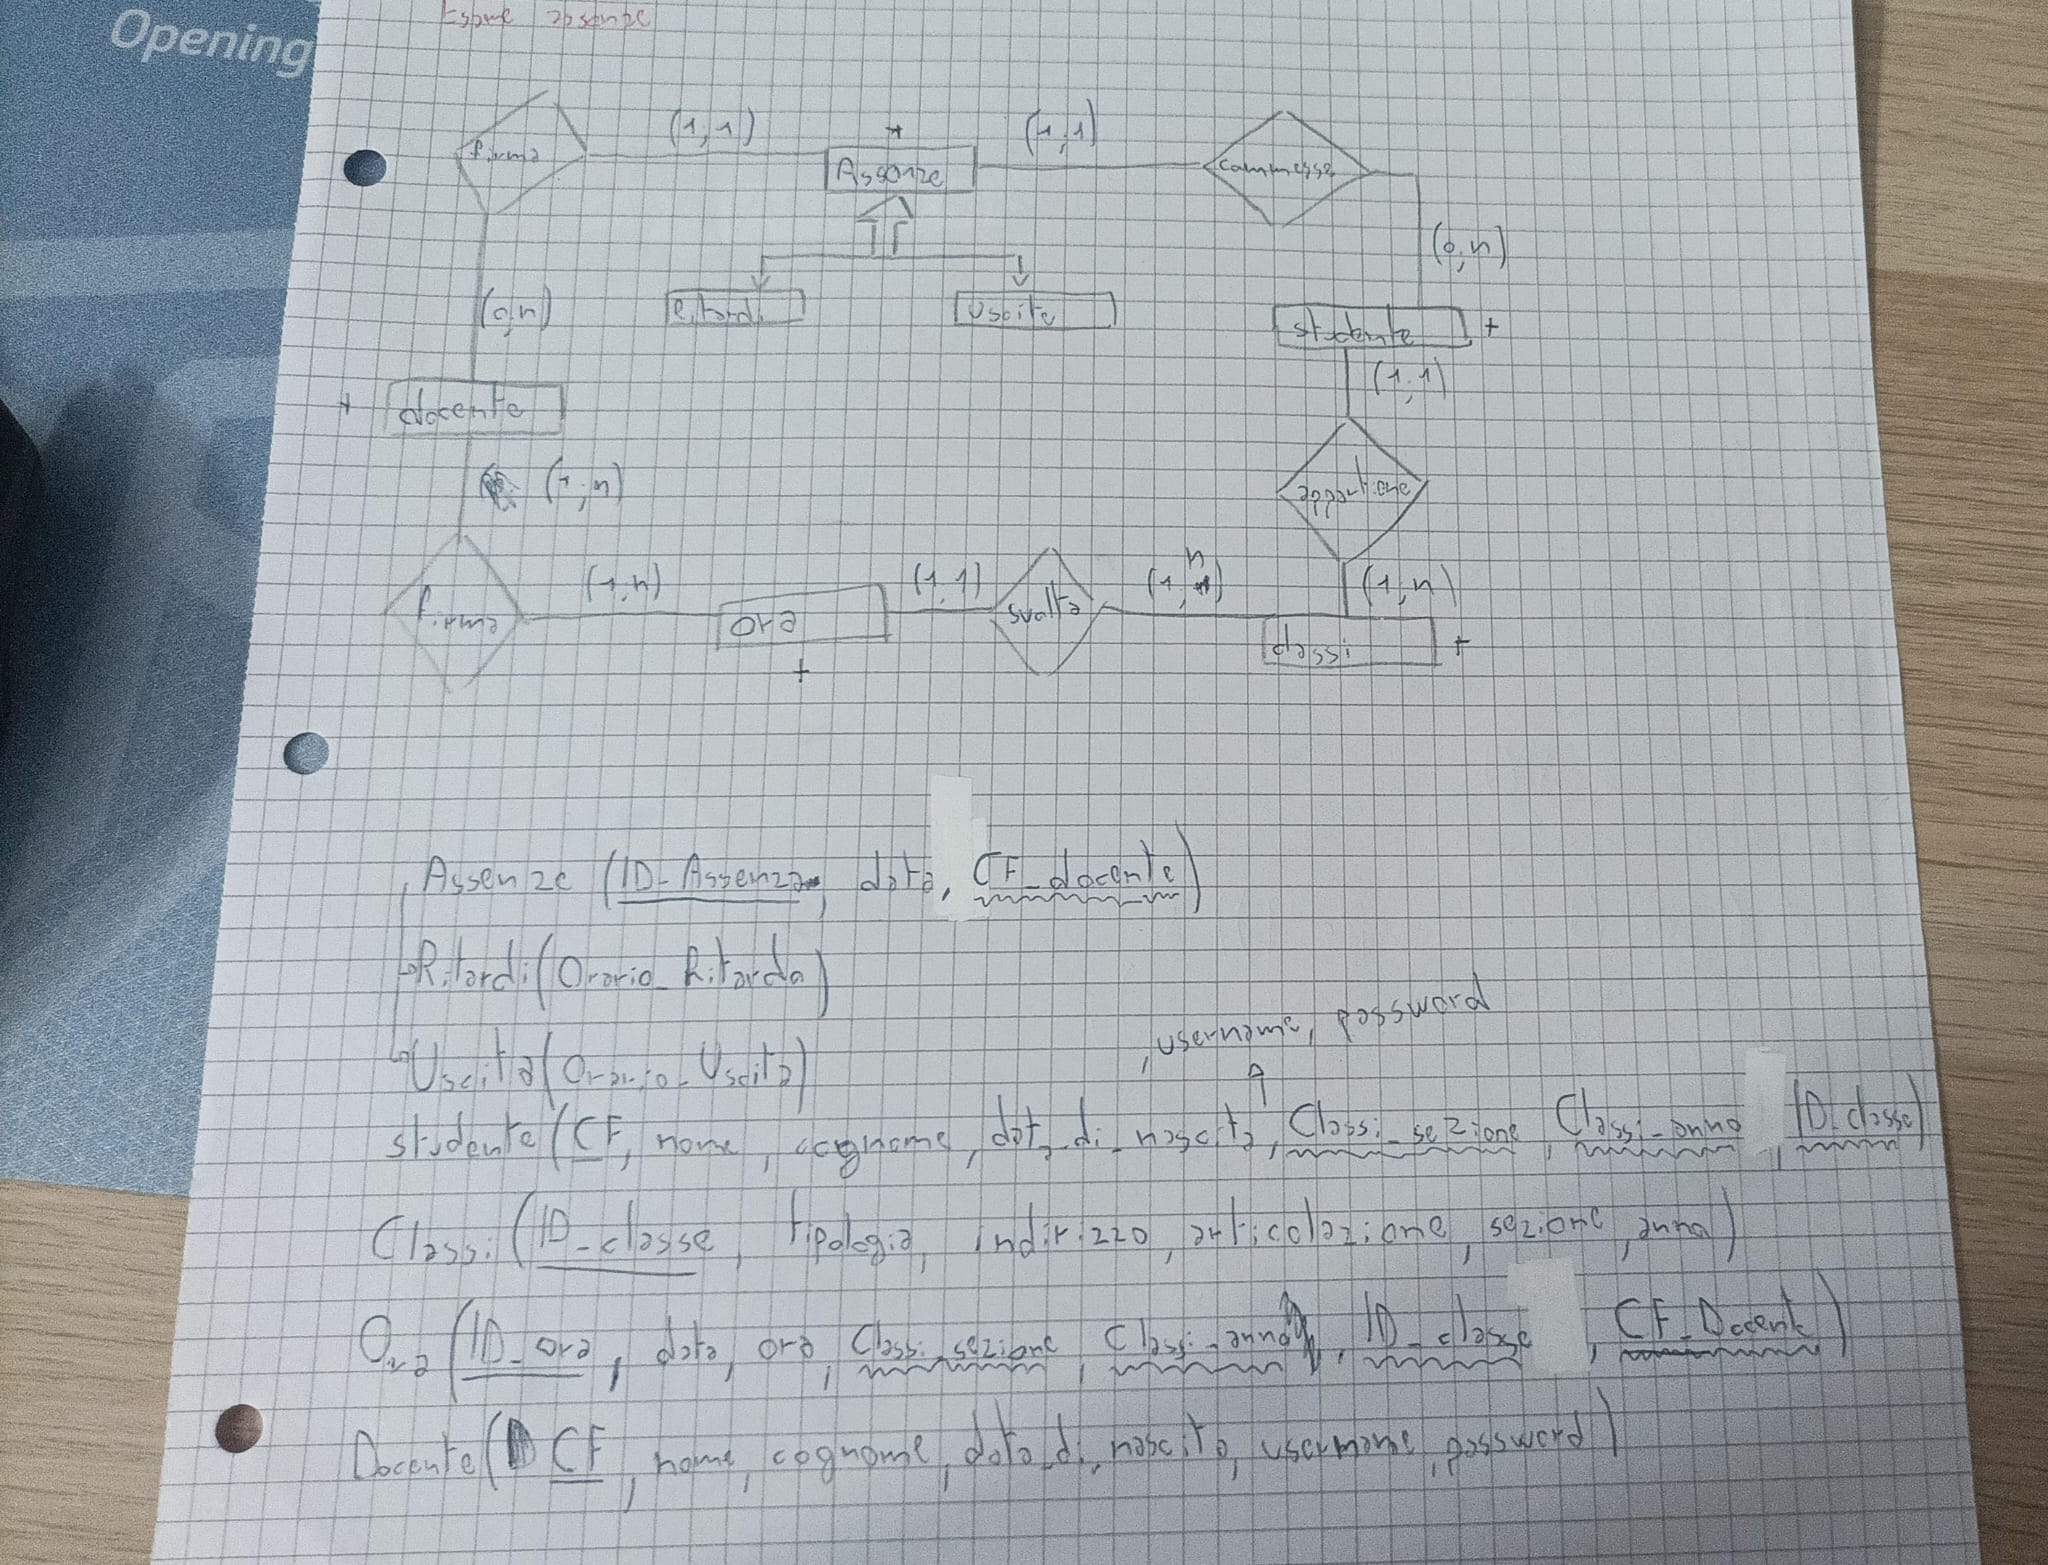 Opening
Esame assenze
firma (1,1) + Assenze (1,1) commessa
(0,n)
(0,n) Ritardi Uscite studente +
(1,1)
+ docente
(1,n) appartiene
firma (1,n) ora (1,1) svolta (1,n) (1,n)
classi +
+
Assenze (ID_Assenza, data, CF_docente)
Ritardi (Orario_Ritardo)
, username, password
Uscita (Orario_Uscita)
studente (CF, nome, cognome, data_di_nascita, Classi_sezione, Classi_anno, ID_classe)
Classi (ID_classe, tipologia, indirizzo, articolazione, sezione, anno)
Ora (ID_ora, data, ora, Classi_sezione, Classi_anno, ID_classe, CF_Docente)
Docente (CF, nome, cognome, data_di_nascita, username, password)